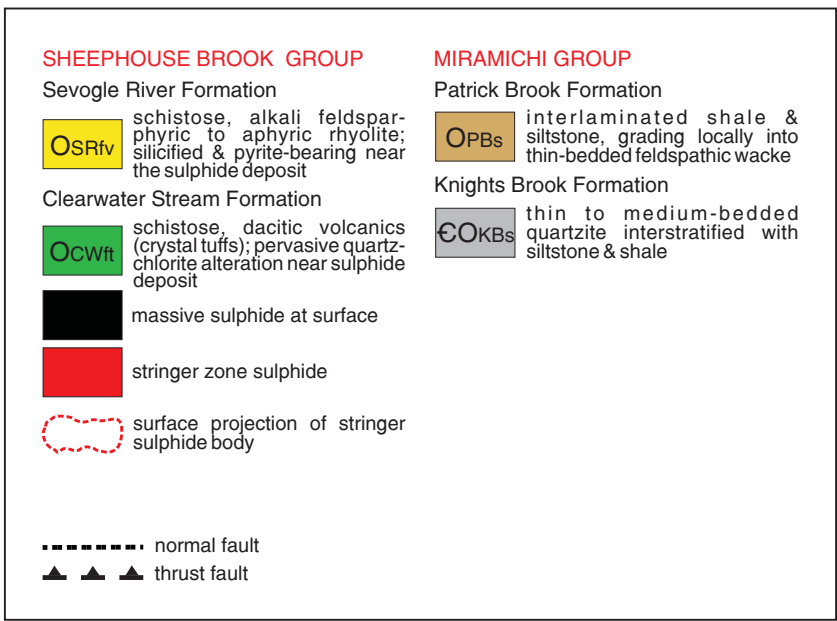 SHEEPHOUSE BROOK GROUP
Sevogle River Formation
OSRfv
schistose, alkali feldspar-
phyric to aphyric rhyolite;
silicified & pyrite-bearing near
the sulphide deposit
Clearwater Stream Formation
OCWft
schistose, dacitic volcanics
(crystal tuffs); pervasive quartz-
chlorite alteration near sulphide
deposit
massive sulphide at surface
stringer zone sulphide
surface projection of stringer
sulphide body
normal fault
thrust fault
MIRAMICHI GROUP
Patrick Brook Formation
OPBs
interlaminated shale &
siltstone, grading locally into
thin-bedded feldspathic wacke
Knights Brook Formation
ЄOKBs
thin to medium-bedded
quartzite interstratified with
siltstone & shale